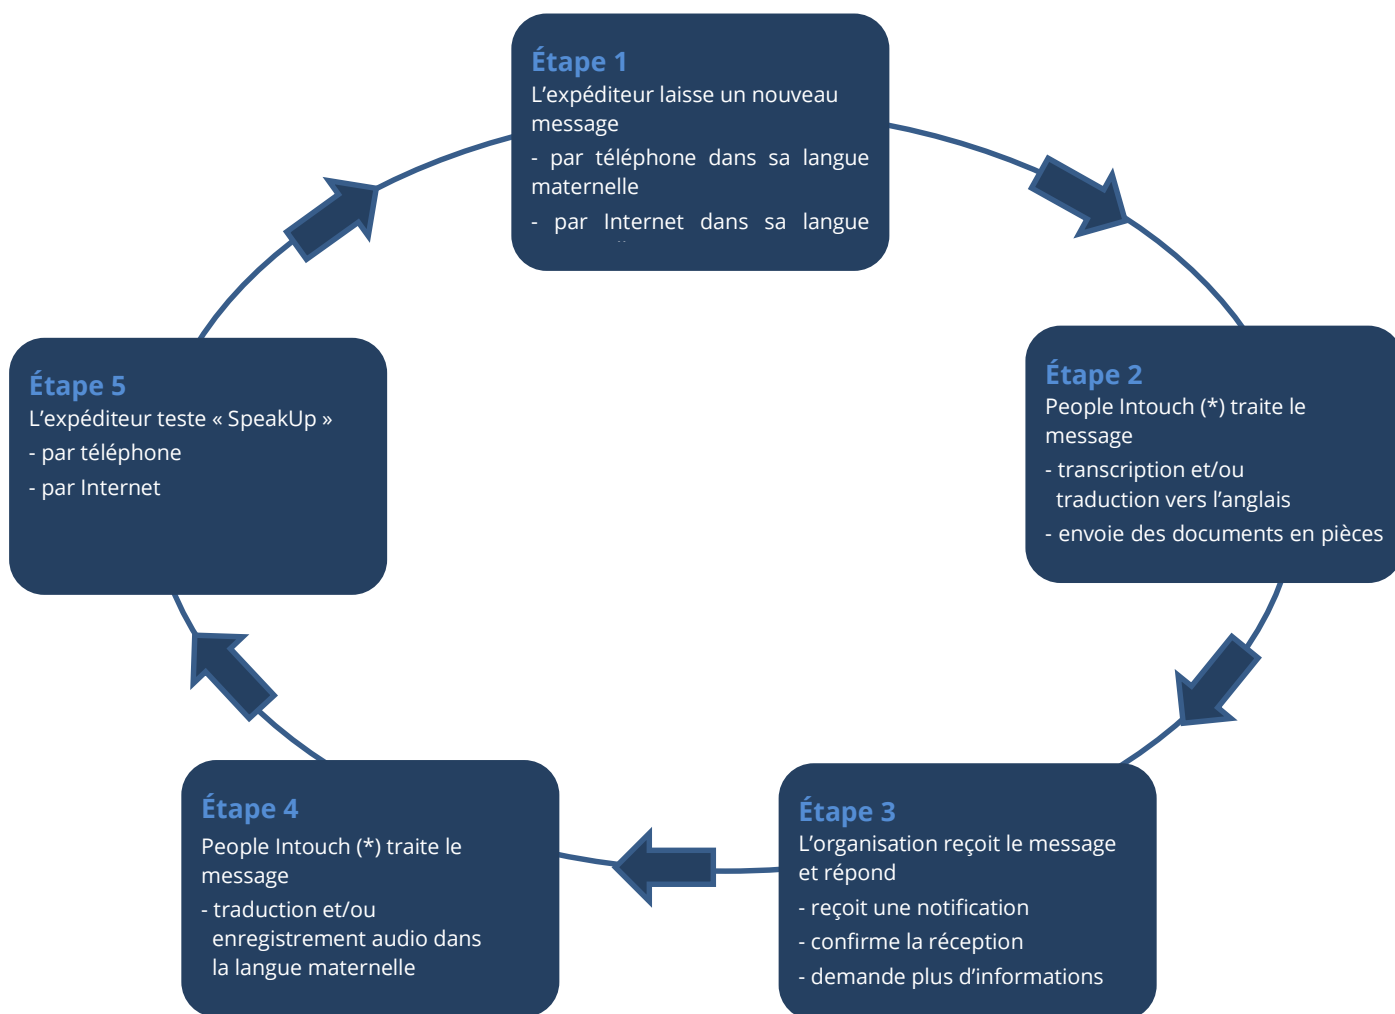 Étape 1
L’expéditeur laisse un nouveau
message
- par téléphone dans sa langue
maternelle
- par Internet dans sa langue
Étape 2
People Intouch (*) traite le
message
- transcription et/ou
traduction vers l’anglais
- envoie des documents en pièces
Étape 3
L’organisation reçoit le message
et répond
- reçoit une notification
- confirme la réception
- demande plus d’informations
Étape 4
People Intouch (*) traite le
message
- traduction et/ou
enregistrement audio dans
la langue maternelle
Étape 5
L’expéditeur teste « SpeakUp »
- par téléphone
- par Internet